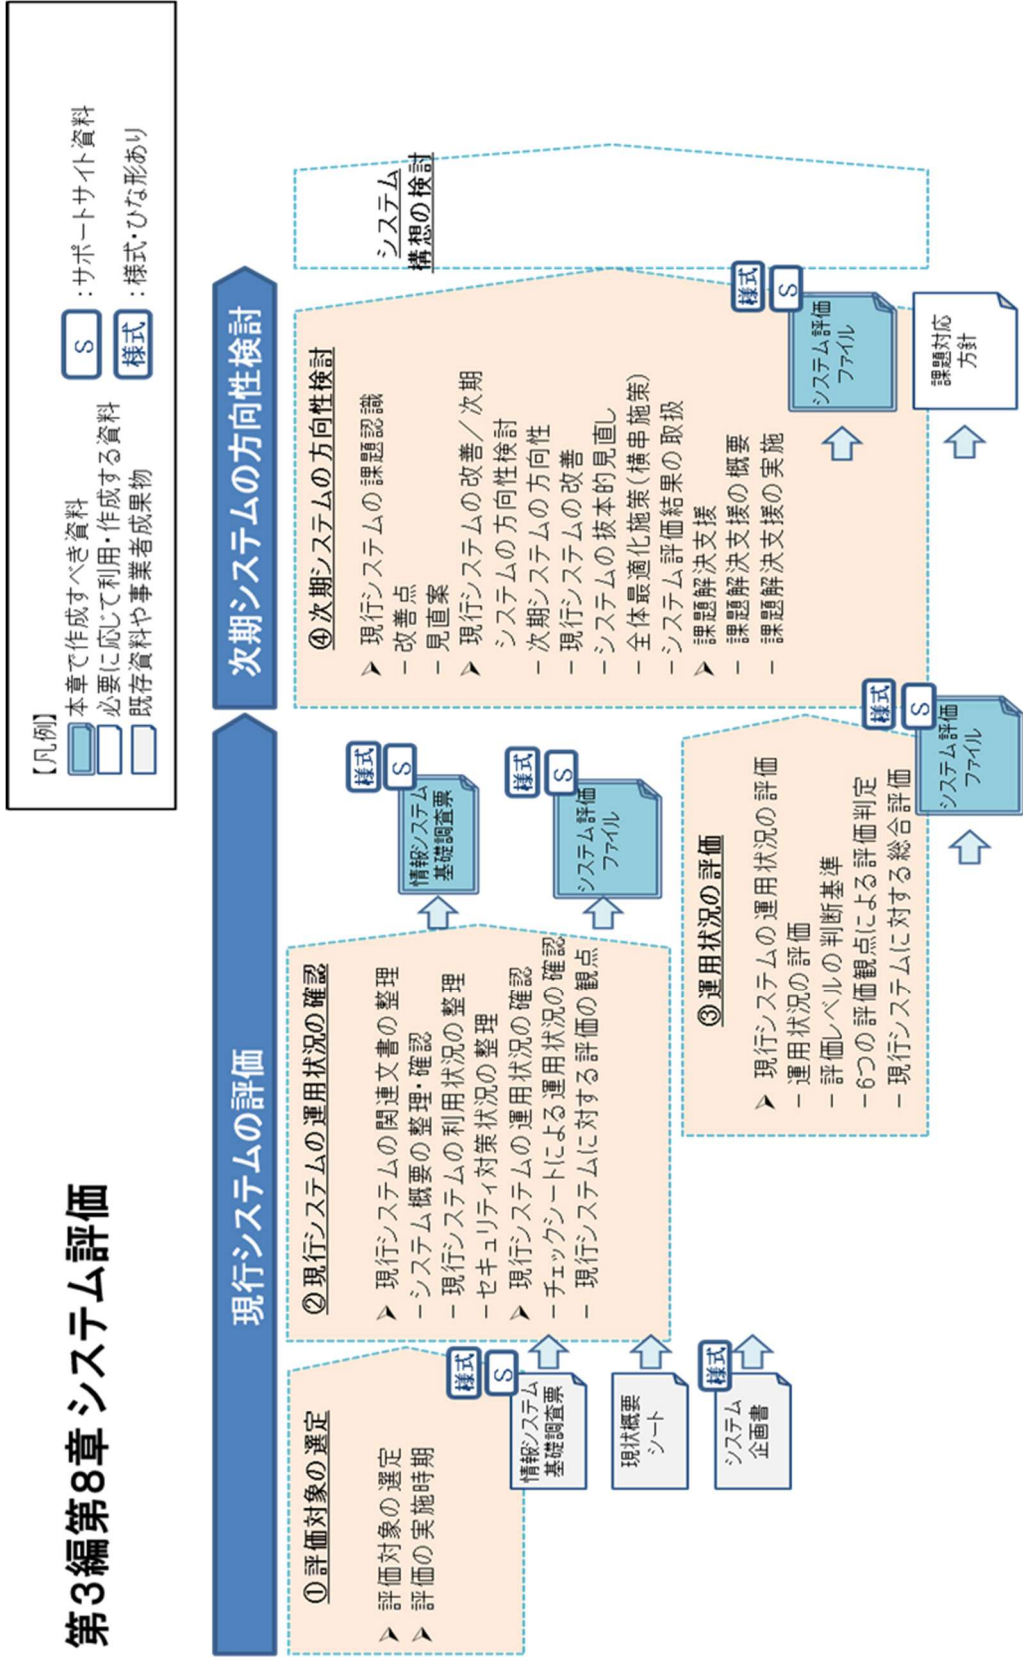 第3編第8章 システム評価
【凡例】
本章で作成すべき資料
必要に応じて利用・作成する資料
既存資料や事業者成果物
S
：サポートサイト資料
様式
：様式・ひな形あり
現行システムの評価
次期システムの方向性検討
①評価対象の選定
➤ 評価対象の選定
➤ 評価の実施時期
様式
S
情報システム
基礎調査票
現状概要
シート
様式
システム
企画書
②現行システムの運用状況の確認
➤ 現行システムの関連文書の整理
－システム概要の整理・確認
－現行システムの利用状況の整理
－セキュリティ対策状況の整理
➤ 現行システムの運用状況の確認
－チェックシートによる運用状況の確認
－現行システムに対する評価の観点
様式
S
情報システム
基礎調査票
様式
S
システム評価
ファイル
③運用状況の評価
➤ 現行システムの運用状況の評価
－運用状況の評価
－評価レベルの判断基準
－6つの評価観点による評価判定
－現行システムに対する総合評価
様式
S
システム評価
ファイル
④次期システムの方向性検討
➤ 現行システムの課題認識
－改善点
－見直案
➤ 現行システムの改善／次期
システムの方向性検討
－次期システムの方向性
－現行システムの改善
－システムの抜本的見直し
－全体最適化施策(横串施策)
－システム評価結果の取扱
➤ 課題解決支援
－課題解決支援の概要
－課題解決支援の実施
様式
S
システム評価
ファイル
課題対応
方針
システム
構想の検討